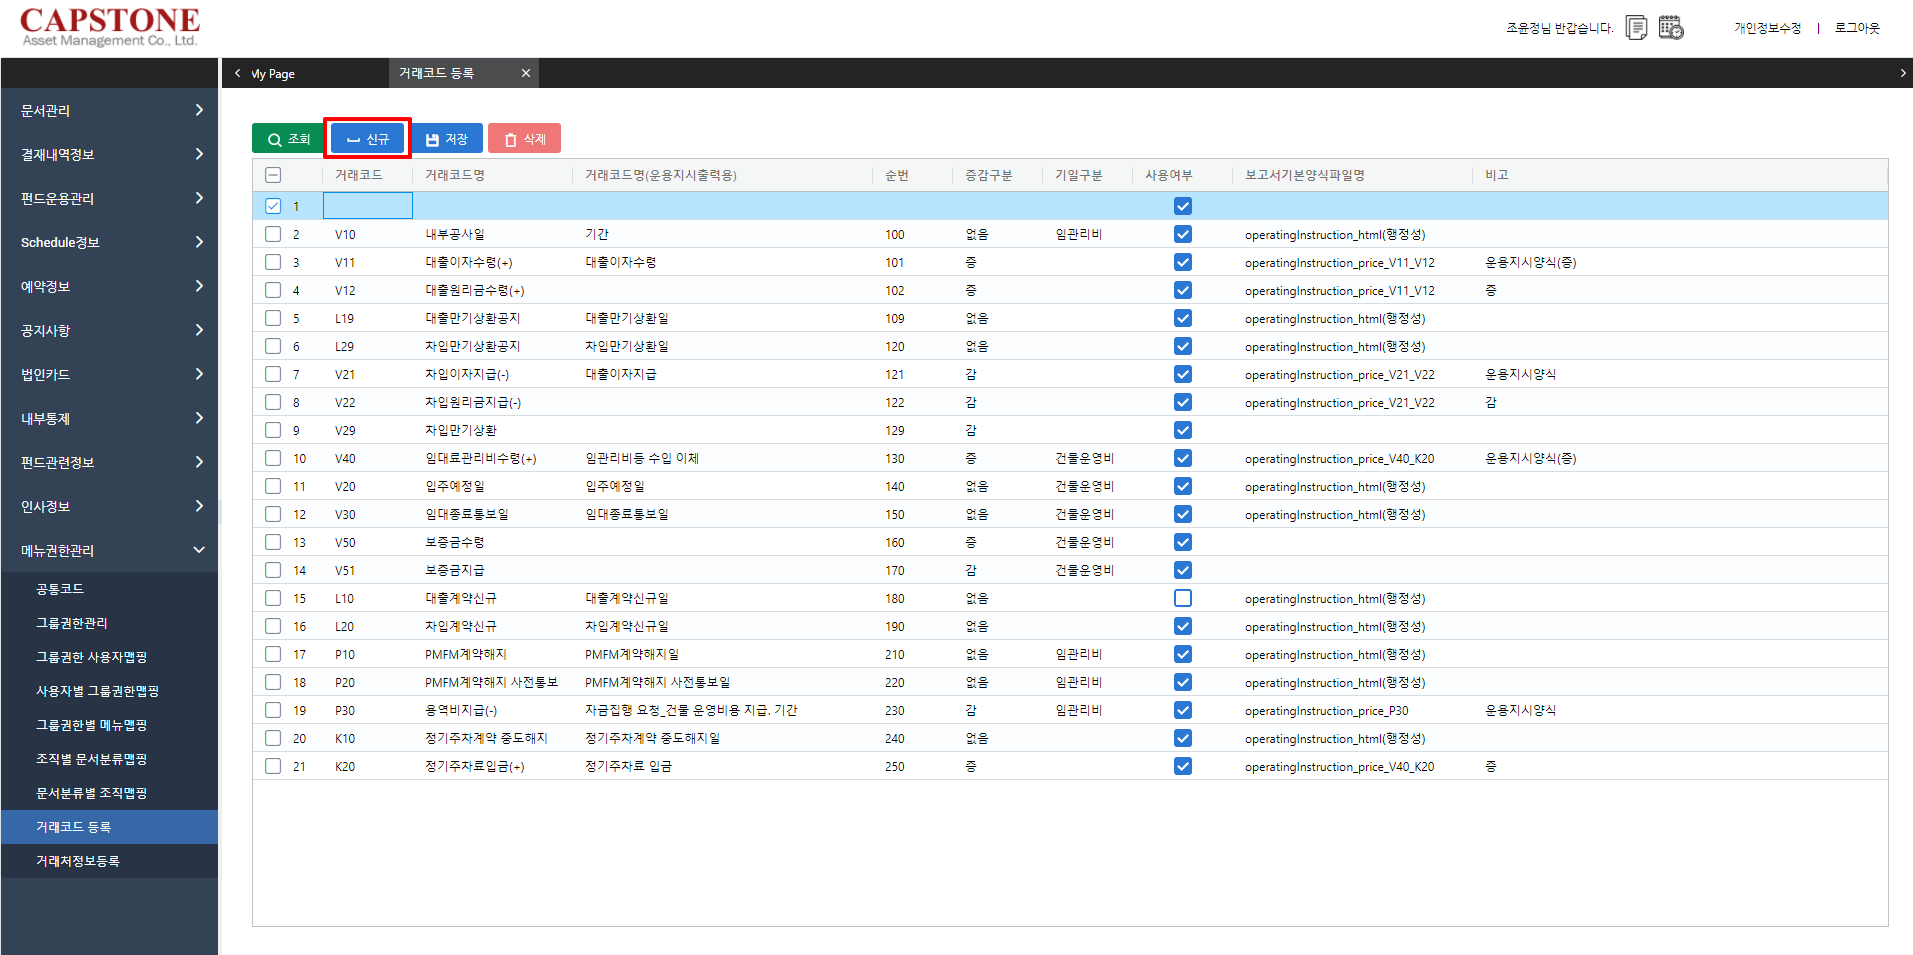 CAPSTONE
Asset Management Co., Ltd.
조윤정님 반갑습니다.
개인정보수정 | 로그아웃
My Page
거래코드 등록
문서관리
결재내역정보
펀드운용관리
Schedule정보
예약정보
공지사항
법인카드
내부통제
펀드관련정보
인사정보
메뉴권한관리
공통코드
그룹권한관리
그룹권한 사용자맵핑
사용자별 그룹권한맵핑
그룹권한별 메뉴맵핑
조직별 문서분류맵핑
문서분류별 조직맵핑
거래코드 등록
거래처정보등록
조회 신규 저장 삭제
거래코드 거래코드명 거래코드명(운용지시출력용) 순번 증감구분 기일구분 사용여부 보고서기본양식파일명 비고
1
2 V10 내부공사일 기간 100 없음 임관리비 operatingInstruction_html(행정성)
3 V11 대출이자수령(+) 대출이자수령 101 증 operatingInstruction_price_V11_V12 운용지시양식(증)
4 V12 대출원리금수령(+) 102 증 operatingInstruction_price_V11_V12 증
5 L19 대출만기상환공지 대출만기상환일 109 없음 operatingInstruction_html(행정성)
6 L29 차입만기상환공지 차입만기상환일 120 없음 operatingInstruction_html(행정성)
7 V21 차입이자지급(-) 대출이자지급 121 감 operatingInstruction_price_V21_V22 운용지시양식
8 V22 차입원리금지급(-) 122 감 operatingInstruction_price_V21_V22 감
9 V29 차입만기상환 129 감
10 V40 임대료관리비수령(+) 임관리비등 수입 이체 130 증 건물운영비 operatingInstruction_price_V40_K20 운용지시양식(증)
11 V20 입주예정일 입주예정일 140 없음 건물운영비 operatingInstruction_html(행정성)
12 V30 임대종료통보일 임대종료통보일 150 없음 건물운영비 operatingInstruction_html(행정성)
13 V50 보증금수령 160 증 건물운영비
14 V51 보증금지급 170 감 건물운영비
15 L10 대출계약신규 대출계약신규일 180 없음 operatingInstruction_html(행정성)
16 L20 차입계약신규 차입계약신규일 190 없음 operatingInstruction_html(행정성)
17 P10 PMFM계약해지 PMFM계약해지일 210 없음 임관리비 operatingInstruction_html(행정성)
18 P20 PMFM계약해지 사전통보 PMFM계약해지 사전통보일 220 없음 임관리비 operatingInstruction_html(행정성)
19 P30 용역비지급(-) 자금집행 요청_건물 운영비용 지급, 기간 230 감 임관리비 operatingInstruction_price_P30 운용지시양식
20 K10 정기주차계약 중도해지 정기주차계약 중도해지일 240 없음 operatingInstruction_html(행정성)
21 K20 정기주차료입금(+) 정기주차료 입금 250 증 operatingInstruction_price_V40_K20 증